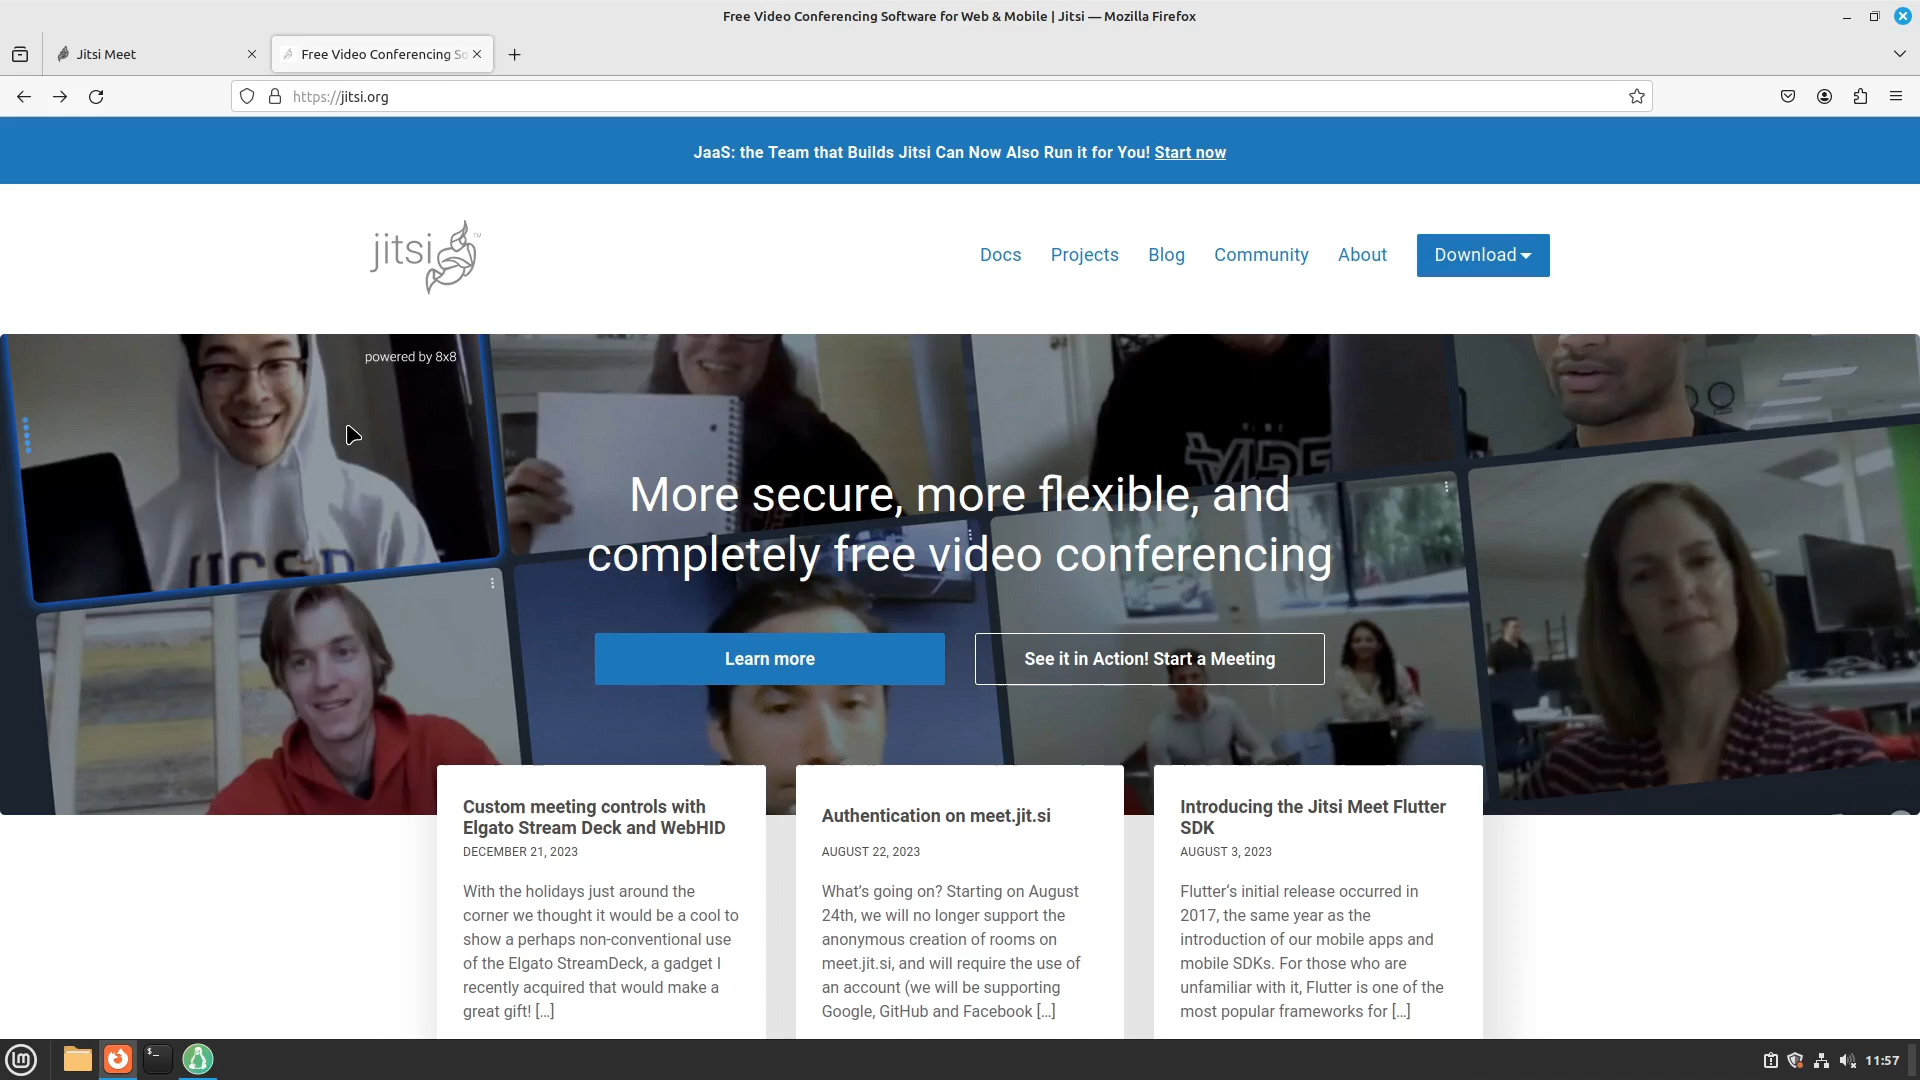 Free Video Conferencing Software for Web & Mobile | Jitsi — Mozilla Firefox
Jitsi Meet
Free Video Conferencing So
https://jitsi.org
JaaS: the Team that Builds Jitsi Can Now Also Run it for You! Start now
jitsi ™
Docs
Projects
Blog
Community
About
Download
powered by 8x8
UCSD
More secure, more flexible, and
completely free video conferencing
Learn more
See it in Action! Start a Meeting
Custom meeting controls with
Elgato Stream Deck and WebHID
DECEMBER 21, 2023
With the holidays just around the
corner we thought it would be a cool to
show a perhaps non-conventional use
of the Elgato StreamDeck, a gadget I
recently acquired that would make a
great gift! […]
Authentication on meet.jit.si
AUGUST 22, 2023
What’s going on? Starting on August
24th, we will no longer support the
anonymous creation of rooms on
meet.jit.si, and will require the use of
an account (we will be supporting
Google, GitHub and Facebook […]
Introducing the Jitsi Meet Flutter
SDK
AUGUST 3, 2023
Flutter‘s initial release occurred in
2017, the same year as the
introduction of our mobile apps and
mobile SDKs. For those who are
unfamiliar with it, Flutter is one of the
most popular frameworks for […]
11:57